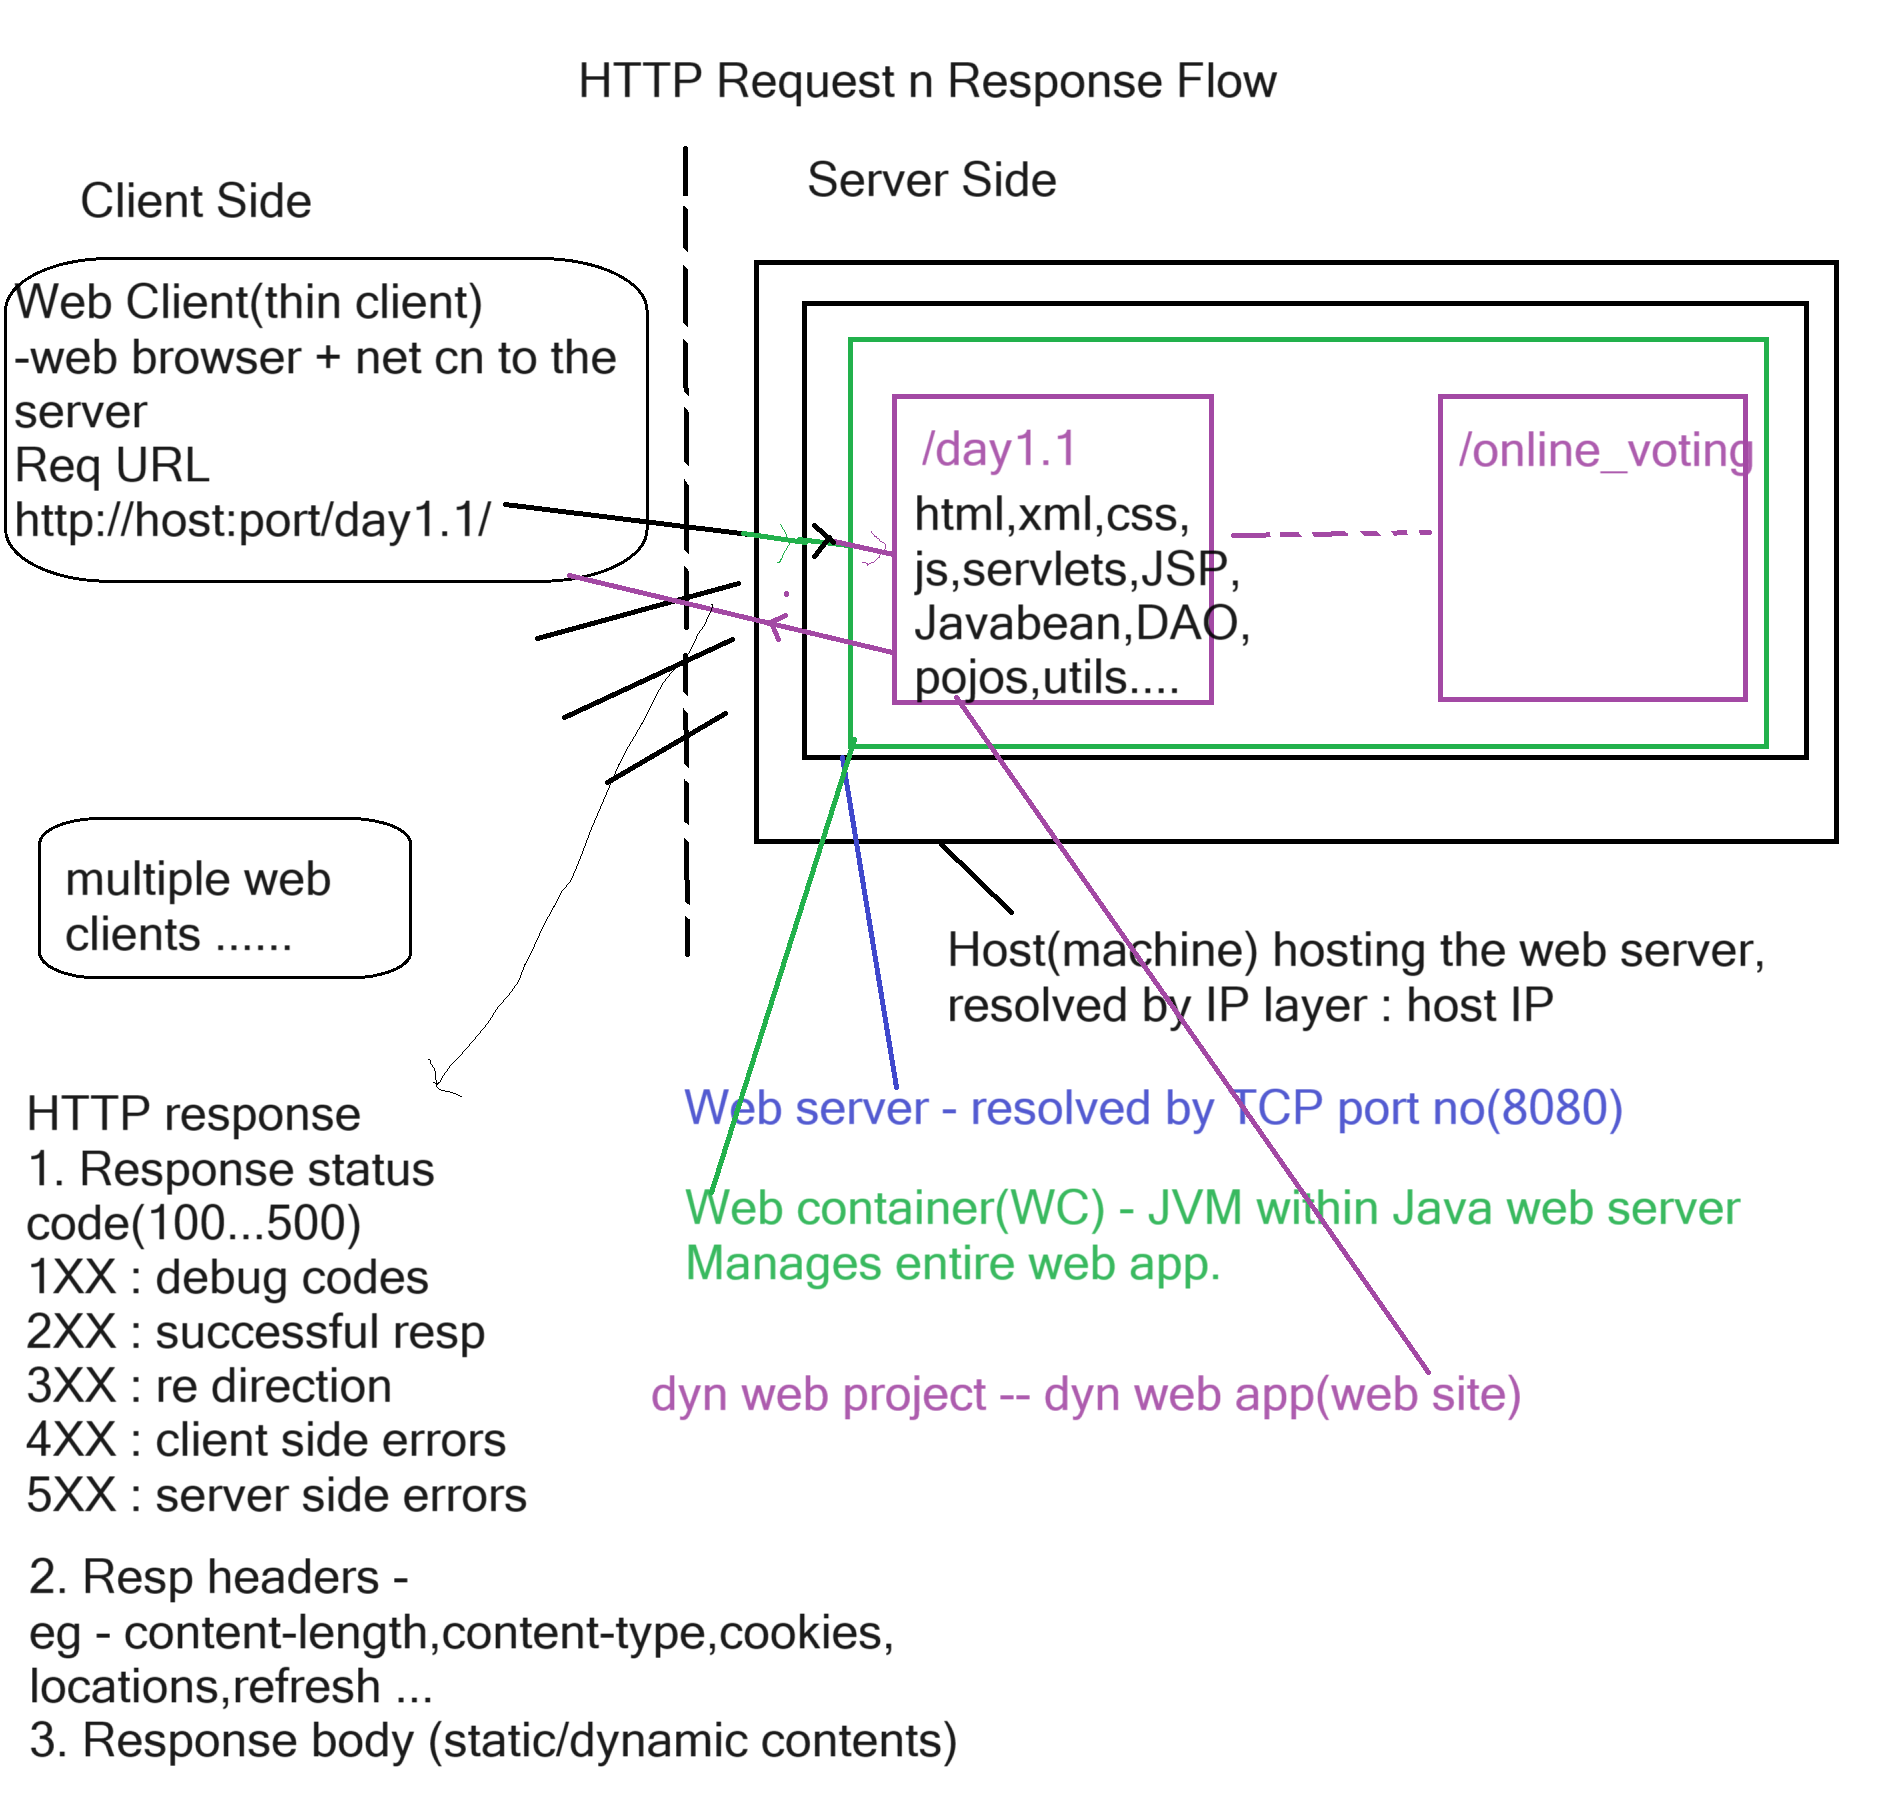 HTTP Request n Response Flow
Client Side
Server Side
Web Client(thin client)
-web browser + net cn to the
server
Req URL
http://host:port/day1.1/
/day1.1
html,xml,css,
js,servlets,JSP,
Javabean,DAO,
pojos,utils....
/online_voting
multiple web
clients ......
Host(machine) hosting the web server,
resolved by IP layer : host IP
Web server - resolved by TCP port no(8080)
Web container(WC) - JVM within Java web server
Manages entire web app.
dyn web project -- dyn web app(web site)
HTTP response
1. Response status
code(100...500)
1XX : debug codes
2XX : successful resp
3XX : re direction
4XX : client side errors
5XX : server side errors
2. Resp headers -
eg - content-length,content-type,cookies,
locations,refresh ...
3. Response body (static/dynamic contents)